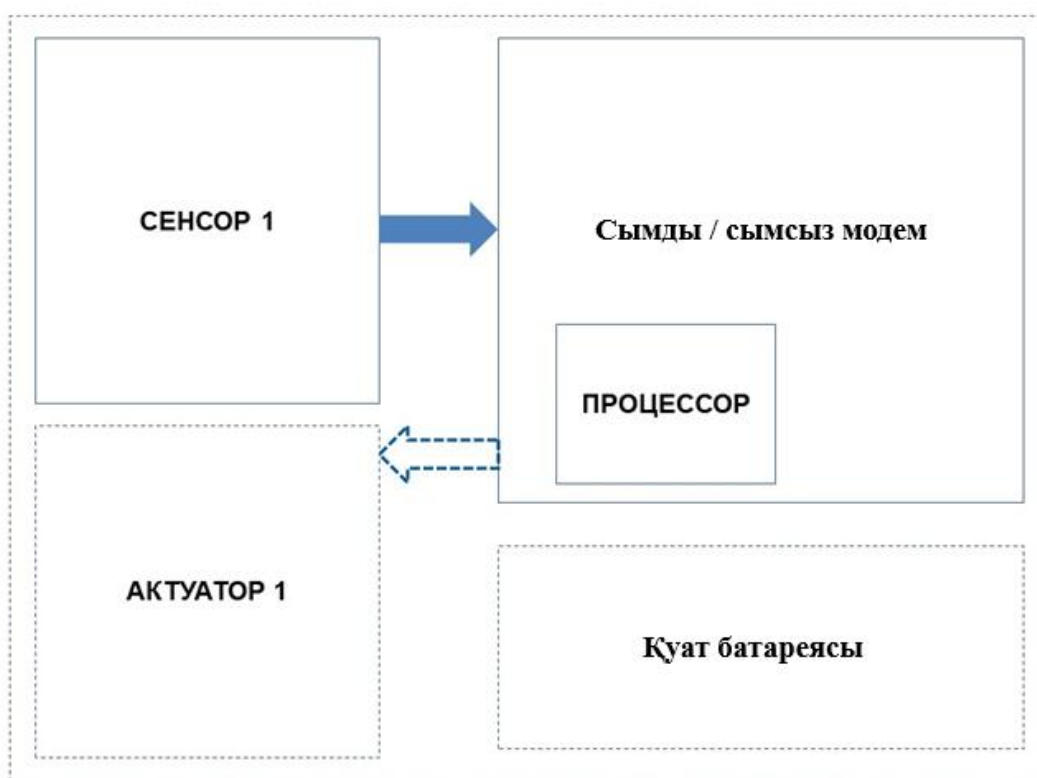 СЕНСОР 1
Сымды / сымсыз модем
ПРОЦЕССОР
АКТУАТОР 1
Қуат батареясы